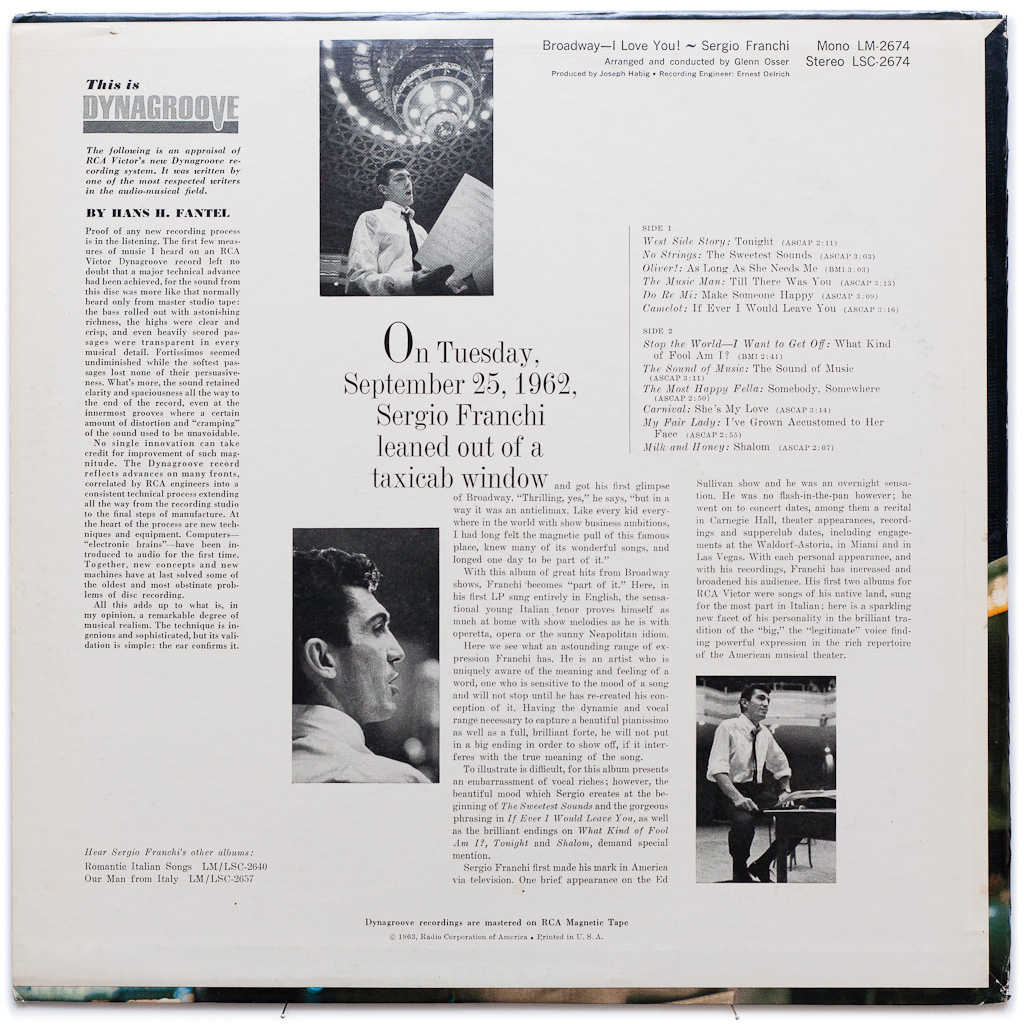 Broadway—I Love You! ~ Sergio Franchi Mono LM-2674
Arranged and conducted by Glenn Osser Stereo LSC-2674
Produced by Joseph Habig • Recording Engineer: Ernest Oelrich
This is
DYNAGROOVE
The following is an appraisal of
RCA Victor's new Dynagroove re-
cording system. It was written by
one of the most respected writers
in the audio-musical field.
BY HANS H. FANTEL
Proof of any new recording process
is in the listening. The first few meas-
ures of music I heard on an RCA
Victor Dynagroove record left no
doubt that a major technical advance
had been achieved, for the sound from
this disc was more like that normally
heard only from master studio tape:
the bass rolled out with astonishing
richness, the highs were clear and
crisp, and even heavily scored pas-
sages were transparent in every
musical detail. Fortissimos seemed
undiminished while the softest pas-
sages lost none of their persuasive-
ness. What's more, the sound retained
clarity and spaciousness all the way to
the end of the record, even at the
innermost grooves where a certain
amount of distortion and “cramping”
of the sound used to be unavoidable.
No single innovation can take
credit for improvement of such mag-
nitude. The Dynagroove record
reflects advances on many fronts,
correlated by RCA engineers into a
consistent technical process extending
all the way from the recording studio
to the final steps of manufacture. At
the heart of the process are new tech-
niques and equipment. Computers—
“electronic brains”—have been in-
troduced to audio for the first time.
Together, new concepts and new
machines have at last solved some of
the oldest and most obstinate prob-
lems of disc recording.
All this adds up to what is, in
my opinion, a remarkable degree of
musical realism. The technique is in-
genious and sophisticated, but its vali-
dation is simple: the ear confirms it.
Hear Sergio Franchi's other albums:
Romantic Italian Songs LM/LSC-2640
Our Man from Italy LM/LSC-2657
SIDE 1
West Side Story: Tonight (ASCAP 2:11)
No Strings: The Sweetest Sounds (ASCAP 3:03)
Oliver!: As Long As She Needs Me (BMI 3:03)
The Music Man: Till There Was You (ASCAP 3:13)
Do Re Mi: Make Someone Happy (ASCAP 3:09)
Camelot: If Ever I Would Leave You (ASCAP 3:16)
SIDE 2
Stop the World—I Want to Get Off: What Kind
of Fool Am I? (BMI 2:41)
The Sound of Music: The Sound of Music
(ASCAP 3:11)
The Most Happy Fella: Somebody, Somewhere
(ASCAP 2:50)
Carnival: She's My Love (ASCAP 3:14)
My Fair Lady: I've Grown Accustomed to Her
Face (ASCAP 2:55)
Milk and Honey: Shalom (ASCAP 2:07)
On Tuesday,
September 25, 1962,
Sergio Franchi
leaned out of a
taxicab window and got his first glimpse
of Broadway. “Thrilling, yes,” he says, “but in a
way it was an anticlimax. Like every kid every-
where in the world with show business ambitions,
I had long felt the magnetic pull of this famous
place, knew many of its wonderful songs, and
longed one day to be part of it.”
With this album of great hits from Broadway
shows, Franchi becomes “part of it.” Here, in
his first LP sung entirely in English, the sensa-
tional young Italian tenor proves himself as
much at home with show melodies as he is with
operetta, opera or the sunny Neapolitan idiom.
Here we see what an astounding range of ex-
pression Franchi has. He is an artist who is
uniquely aware of the meaning and feeling of a
word, one who is sensitive to the mood of a song
and will not stop until he has re-created his con-
ception of it. Having the dynamic and vocal
range necessary to capture a beautiful pianissimo
as well as a full, brilliant forte, he will not put
in a big ending in order to show off, if it inter-
feres with the true meaning of the song.
To illustrate is difficult, for this album presents
an embarrassment of vocal riches; however, the
beautiful mood which Sergio creates at the be-
ginning of The Sweetest Sounds and the gorgeous
phrasing in If Ever I Would Leave You, as well
as the brilliant endings on What Kind of Fool
Am I?, Tonight and Shalom, demand special
mention.
Sergio Franchi first made his mark in America
via television. One brief appearance on the Ed
Sullivan show and he was an overnight sensa-
tion. He was no flash-in-the-pan however; he
went on to concert dates, among them a recital
in Carnegie Hall, theater appearances, record-
ings and supperclub dates, including engage-
ments at the Waldorf-Astoria, in Miami and in
Las Vegas. With each personal appearance, and
with his recordings, Franchi has increased and
broadened his audience. His first two albums for
RCA Victor were songs of his native land, sung
for the most part in Italian; here is a sparkling
new facet of his personality in the brilliant tra-
dition of the “big,” the “legitimate” voice find-
ing powerful expression in the rich repertoire
of the American musical theater.
Dynagroove recordings are mastered on RCA Magnetic Tape
© 1963, Radio Corporation of America • Printed in U. S. A.